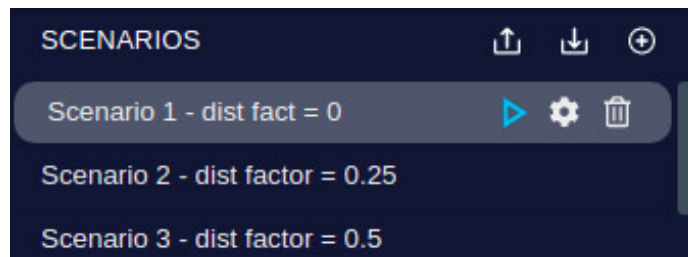 SCENARIOS
Scenario 1 - dist fact = 0
Scenario 2 - dist factor = 0.25
Scenario 3 - dist factor = 0.5